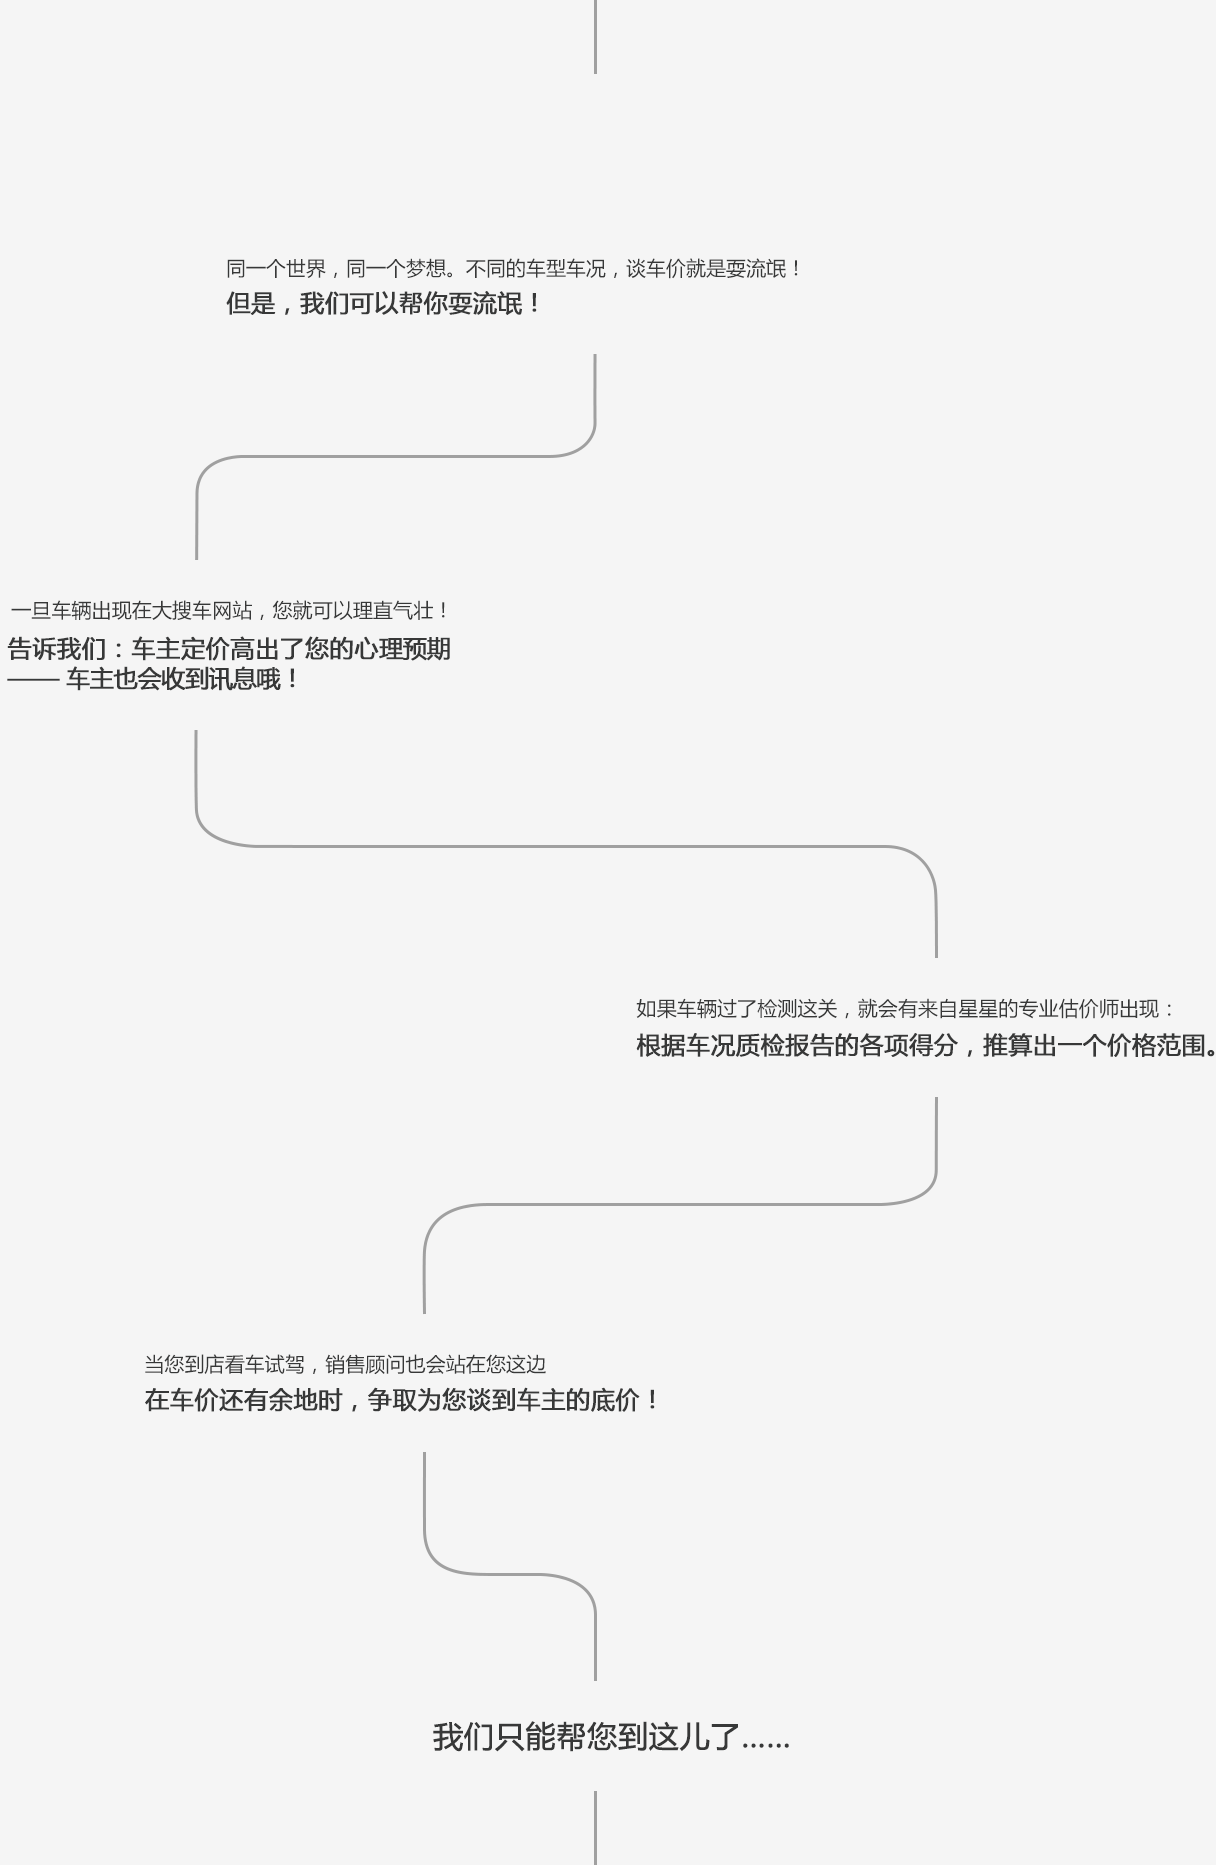 同一个世界，同一个梦想。不同的车型车况，谈车价就是耍流氓！
但是，我们可以帮你耍流氓！
一旦车辆出现在大搜车网站，您就可以理直气壮！
告诉我们：车主定价高出了您的心理预期
—— 车主也会收到讯息哦！
如果车辆过了检测这关，就会有来自星星的专业估价师出现：
根据车况质检报告的各项得分，推算出一个价格范围。
当您到店看车试驾，销售顾问也会站在您这边
在车价还有余地时，争取为您谈到车主的底价！
我们只能帮您到这儿了……